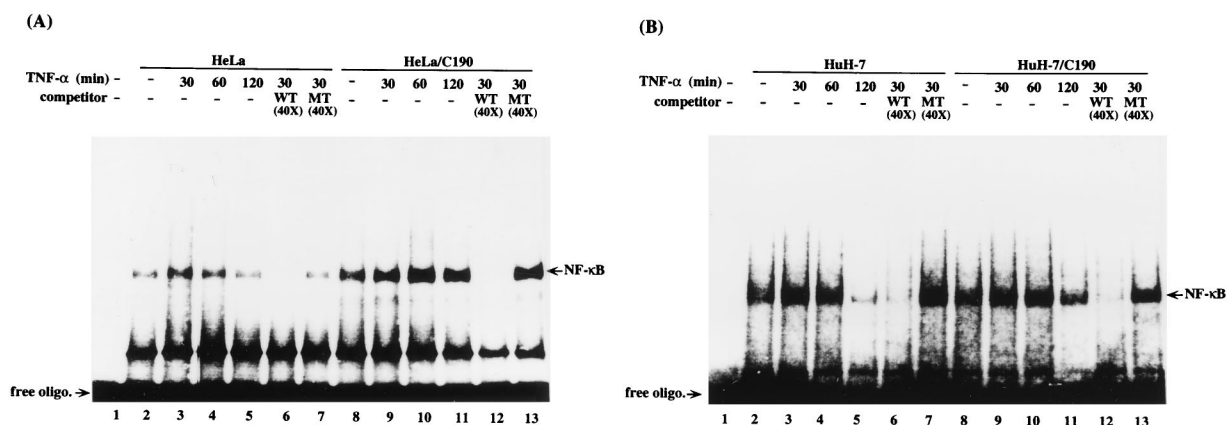 (A)
HeLa HeLa/C190
TNF-α (min) - - 30 60 120 30 30 - 30 60 120 30 30
competitor - - - - - WT MT - - - - WT MT
(40X) (40X) (40X) (40X)
NF-κB
free oligo.
1 2 3 4 5 6 7 8 9 10 11 12 13
(B)
HuH-7 HuH-7/C190
TNF-α (min) - - 30 60 120 30 30 - 30 60 120 30 30
competitor - - - - - WT MT - - - - WT MT
(40X) (40X) (40X) (40X)
NF-κB
free oligo.
1 2 3 4 5 6 7 8 9 10 11 12 13